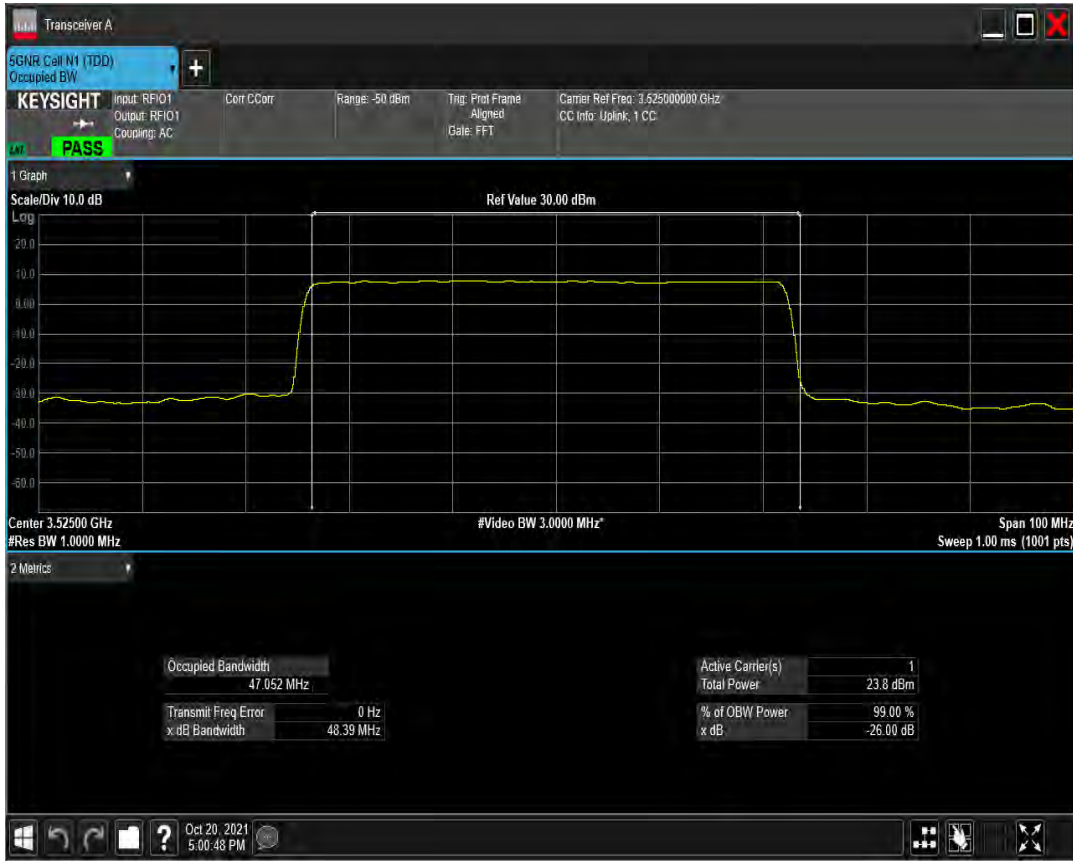 Transceiver A
5GNR Cell N1 (TDD)
Occupied BW
+
KEYSIGHT
Input: RFIO1
Output: RFIO1
Coupling: AC
PASS
Corr CCorr
Range: -50 dBm
Trig: Prot Frame
Aligned
Gate: FFT
Carrier Ref Freq: 3.525000000 GHz
CC Info: Uplink, 1 CC
1 Graph
Scale/Div 10.0 dB
Ref Value 30.00 dBm
Log
20.0
10.0
0.00
-10.0
-20.0
-30.0
-40.0
-50.0
-60.0
Center 3.52500 GHz
#Video BW 3.0000 MHz*
Span 100 MHz
#Res BW 1.0000 MHz
Sweep 1.00 ms (1001 pts)
2 Metrics
Occupied Bandwidth
47.052 MHz
Transmit Freq Error 0 Hz
x dB Bandwidth 48.39 MHz
Active Carrier(s) 1
Total Power 23.8 dBm
% of OBW Power 99.00 %
x dB -26.00 dB
?
Oct 20, 2021
5:00:48 PM